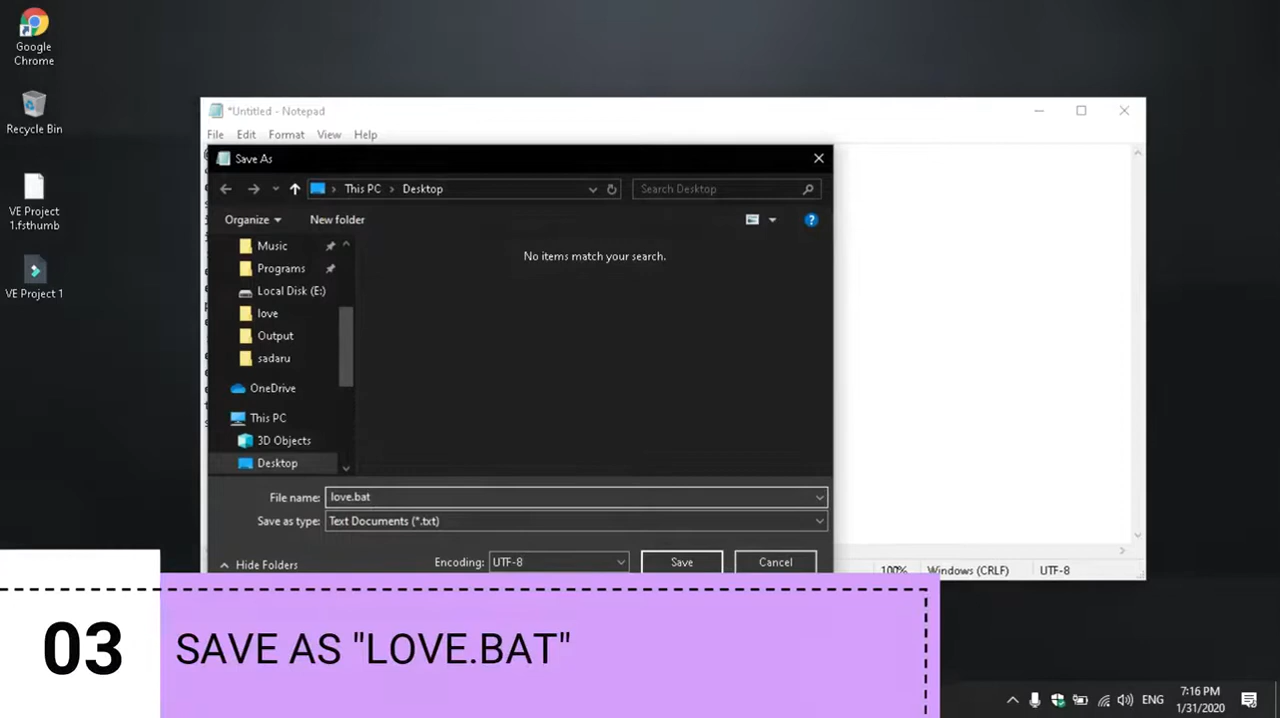 Google
Chrome
Recycle Bin
VE Project
1.fsthumb
VE Project 1
*Untitled - Notepad
File Edit Format View Help
Save As
This PC > Desktop
Search Desktop
Organize New folder
Music
Programs
Local Disk (E:)
love
Output
sadaru
OneDrive
This PC
3D Objects
Desktop
No items match your search.
File name: love.bat
Save as type: Text Documents (*.txt)
Hide Folders Encoding: UTF-8 Save Cancel
100% Windows (CRLF) UTF-8
03 SAVE AS "LOVE.BAT"
ENG
7:16 PM
1/31/2020